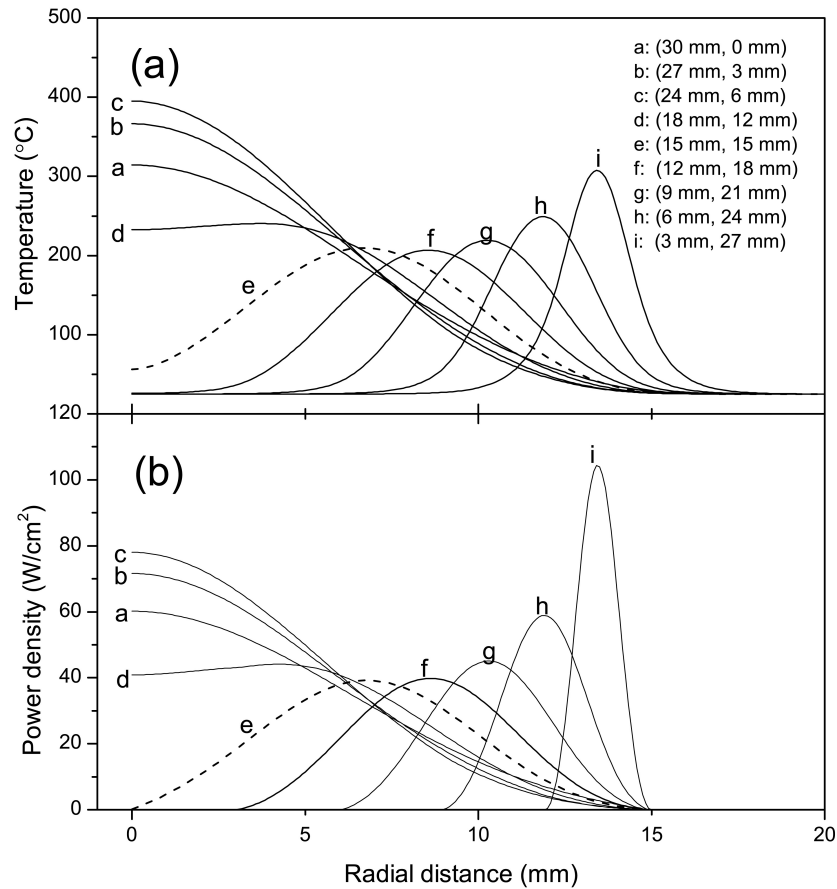 500
400
300
200
100
Temperature (°C)
(a)
a: (30 mm, 0 mm)
b: (27 mm, 3 mm)
c: (24 mm, 6 mm)
d: (18 mm, 12 mm)
e: (15 mm, 15 mm)
f: (12 mm, 18 mm)
g: (9 mm, 21 mm)
h: (6 mm, 24 mm)
i: (3 mm, 27 mm)
c
b
a
d
e
f
g
h
i
120
100
80
60
40
20
0
Power density (W/cm²)
(b)
c
b
a
d
e
f
g
h
i
0 5 10 15 20
Radial distance (mm)